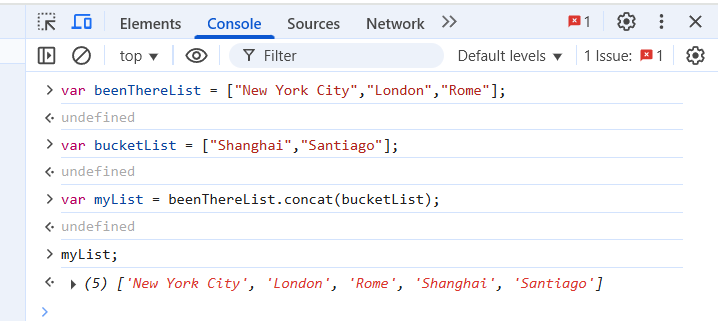 Elements Console Sources Network 1
top Filter Default levels 1 Issue: 1
var beenThereList = ["New York City","London","Rome"];
undefined
var bucketList = ["Shanghai","Santiago"];
undefined
var myList = beenThereList.concat(bucketList);
undefined
myList;
(5) ['New York City', 'London', 'Rome', 'Shanghai', 'Santiago']